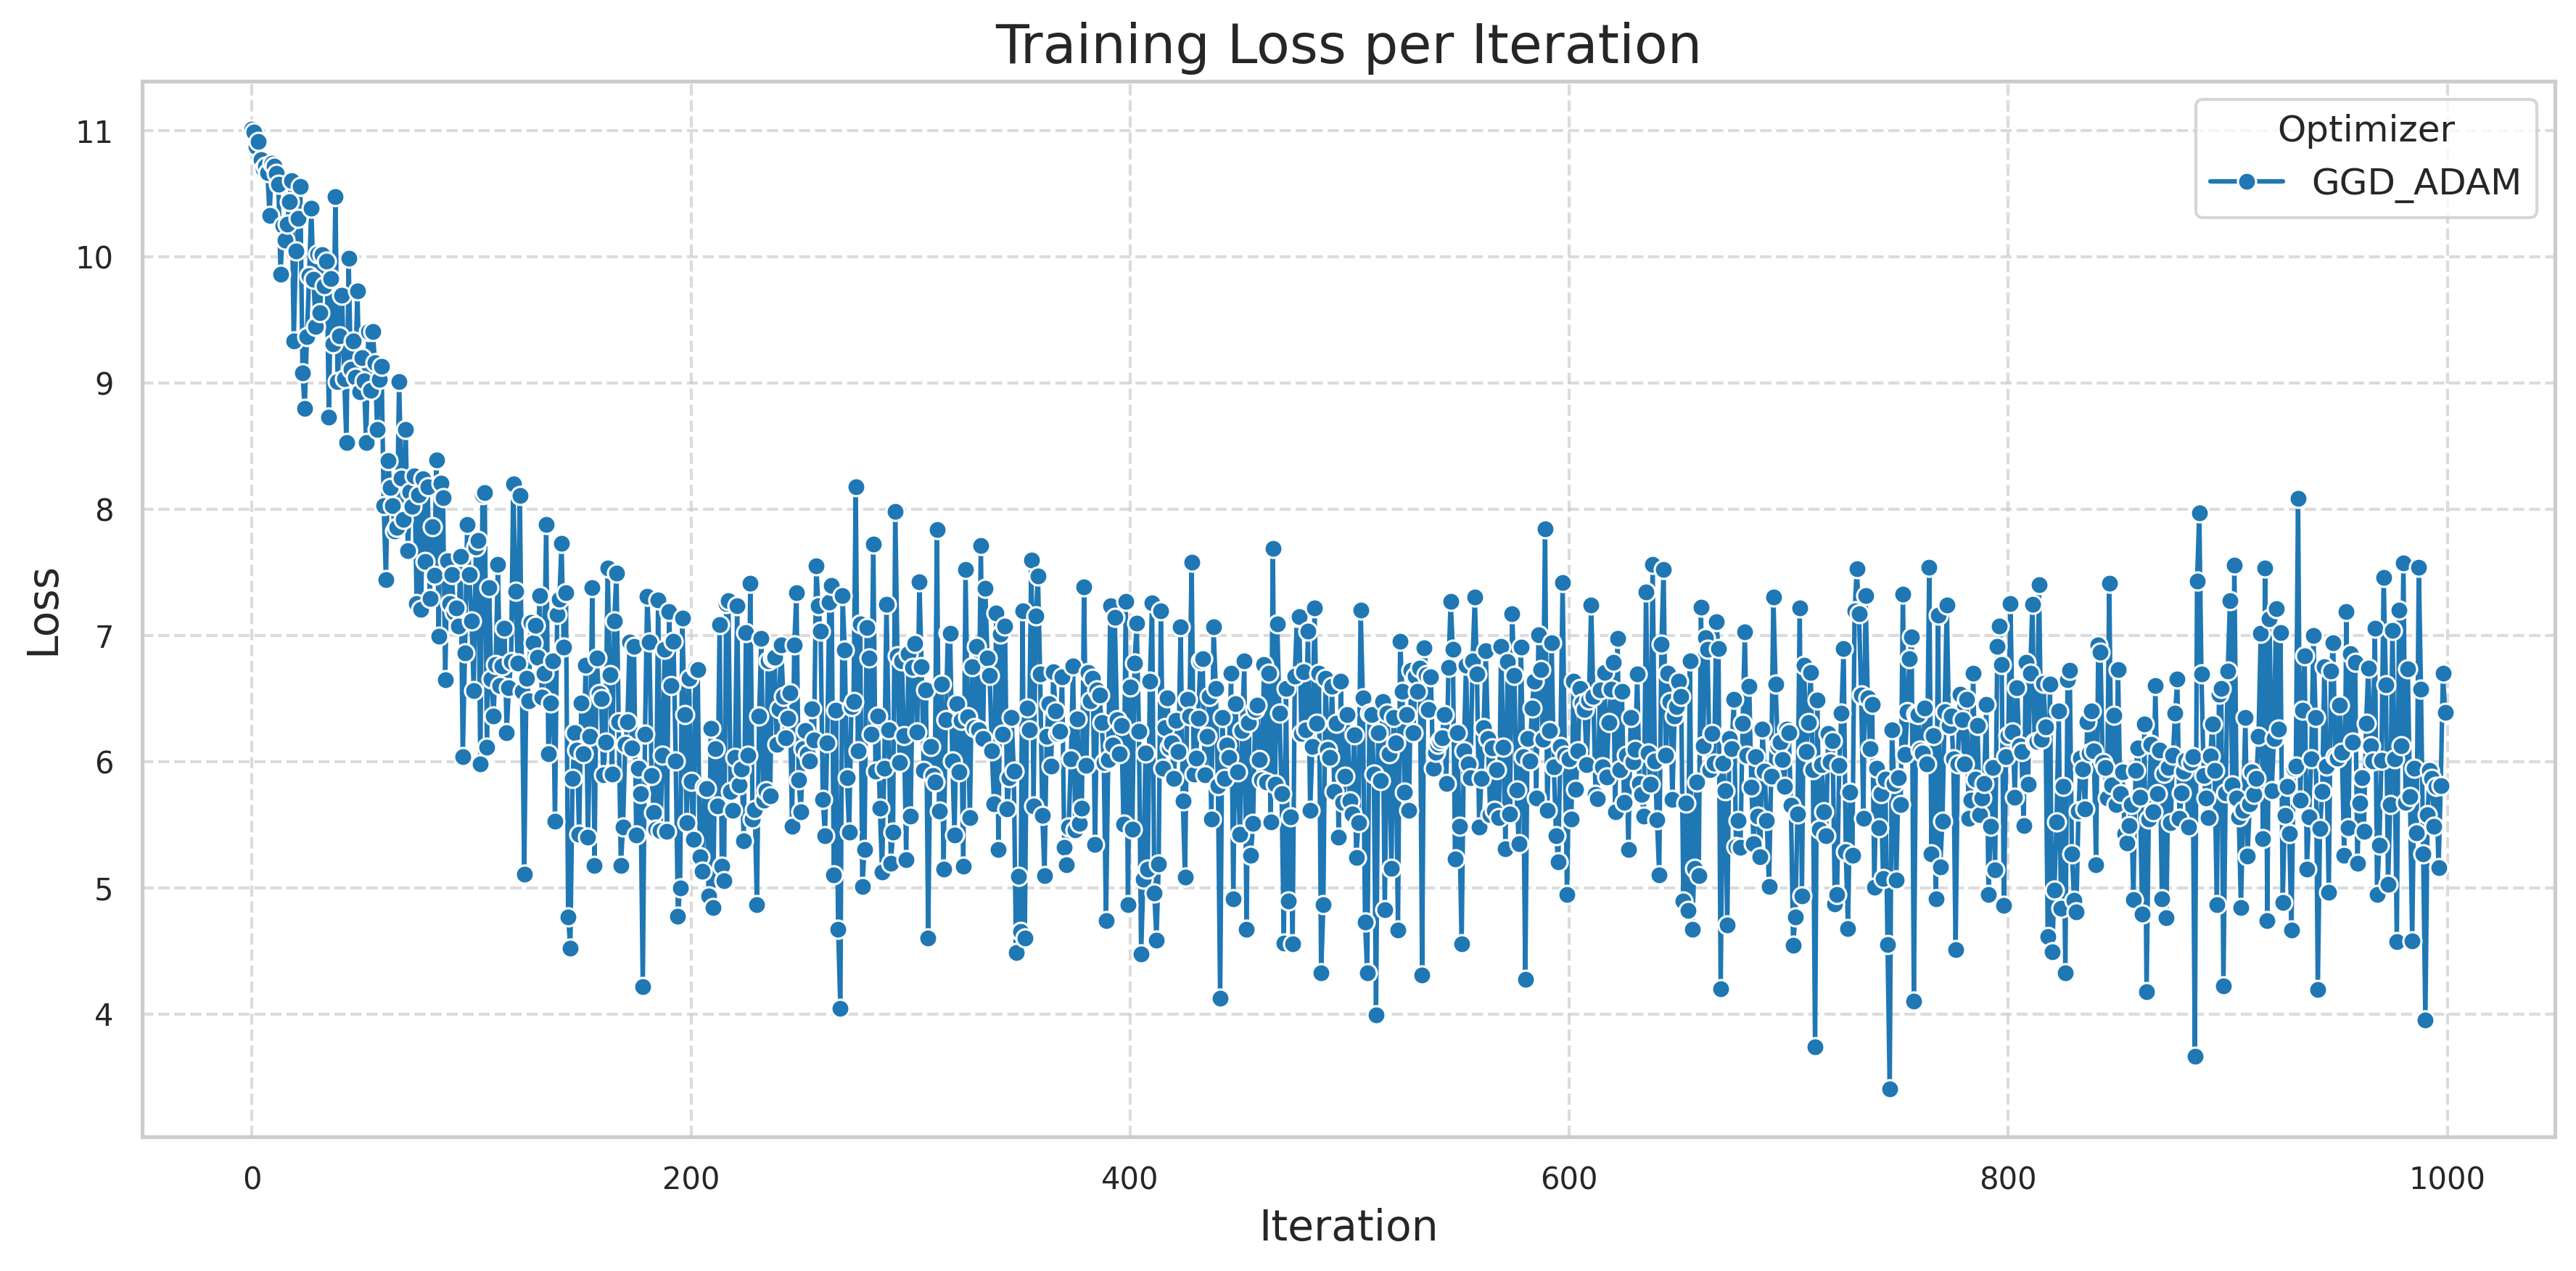 Training Loss per Iteration
Optimizer
GGD_ADAM
Loss
11
10
9
8
7
6
5
4
0 200 400 600 800 1000
Iteration